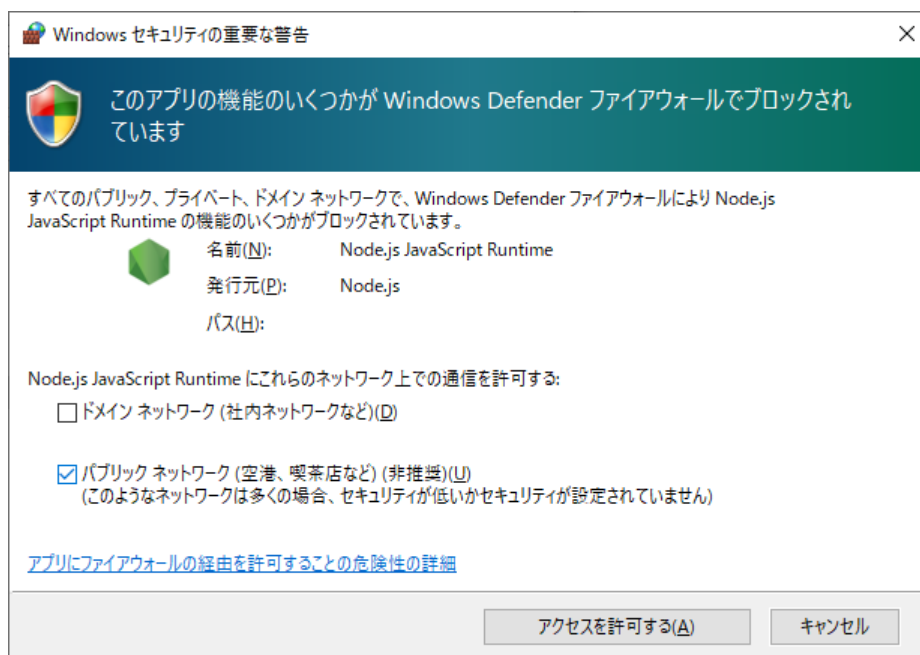 Windows セキュリティの重要な警告
このアプリの機能のいくつかが Windows Defender ファイアウォールでブロックされ
ています
すべてのパブリック、プライベート、ドメイン ネットワークで、Windows Defender ファイアウォールにより Node.js
JavaScript Runtime の機能のいくつかがブロックされています。
名前(N): Node.js JavaScript Runtime
発行元(P): Node.js
パス(H):
Node.js JavaScript Runtime にこれらのネットワーク上での通信を許可する:
ドメイン ネットワーク (社内ネットワークなど)(D)
パブリック ネットワーク (空港、喫茶店など) (非推奨)(U)
(このようなネットワークは多くの場合、セキュリティが低いかセキュリティが設定されていません)
アプリにファイアウォールの経由を許可することの危険性の詳細
アクセスを許可する(A) キャンセル